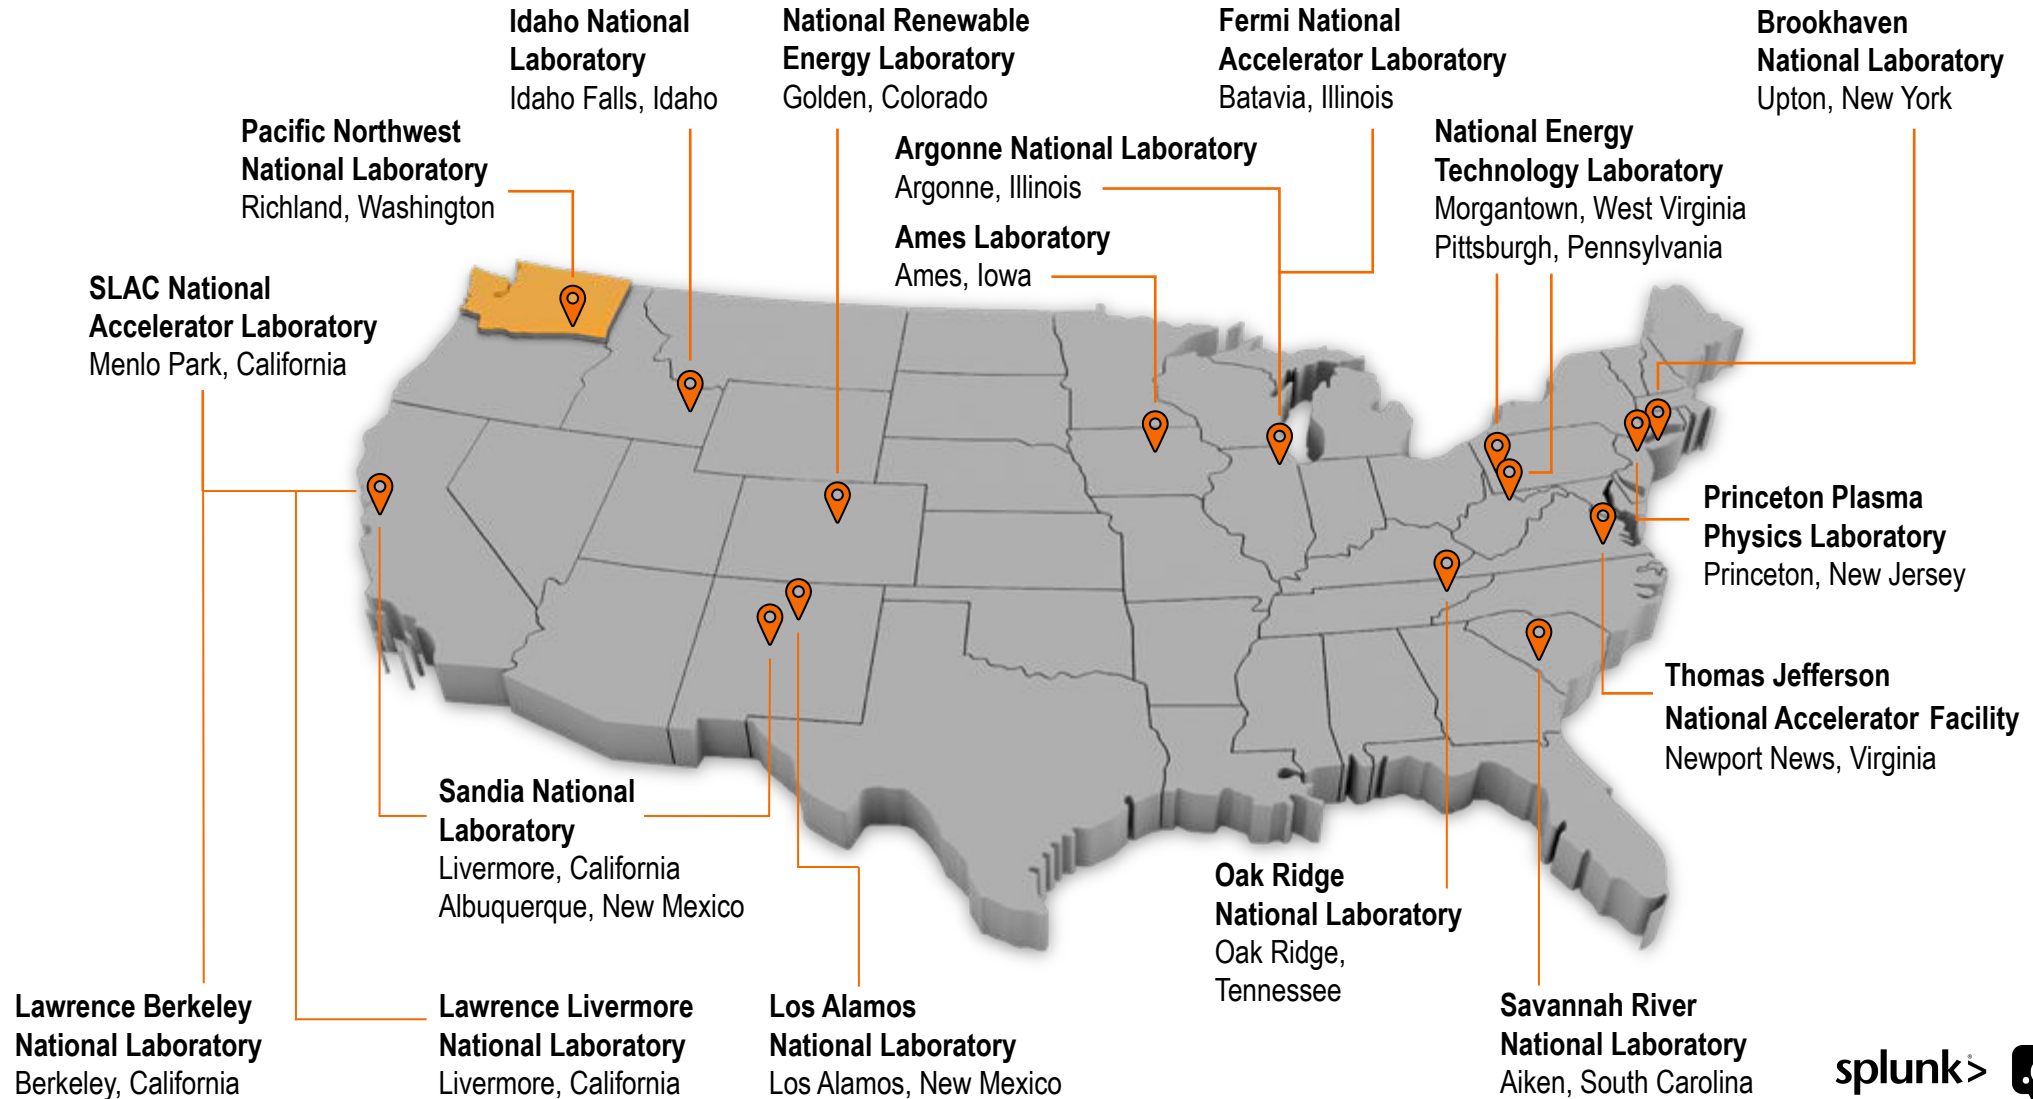 Idaho National
Laboratory
Idaho Falls, Idaho
National Renewable
Energy Laboratory
Golden, Colorado
Fermi National
Accelerator Laboratory
Batavia, Illinois
Brookhaven
National Laboratory
Upton, New York
Pacific Northwest
National Laboratory
Richland, Washington
Argonne National Laboratory
Argonne, Illinois
National Energy
Technology Laboratory
Morgantown, West Virginia
Pittsburgh, Pennsylvania
Ames Laboratory
Ames, Iowa
SLAC National
Accelerator Laboratory
Menlo Park, California
Princeton Plasma
Physics Laboratory
Princeton, New Jersey
Thomas Jefferson
National Accelerator Facility
Newport News, Virginia
Sandia National
Laboratory
Livermore, California
Albuquerque, New Mexico
Oak Ridge
National Laboratory
Oak Ridge,
Tennessee
Lawrence Berkeley
National Laboratory
Berkeley, California
Lawrence Livermore
National Laboratory
Livermore, California
Los Alamos
National Laboratory
Los Alamos, New Mexico
Savannah River
National Laboratory
Aiken, South Carolina
splunk>